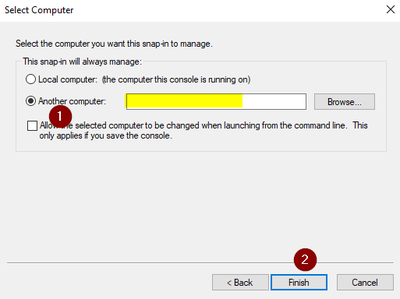 Select Computer
Select the computer you want this snap-in to manage.
This snap-in will always manage:
Local computer: (the computer this console is running on)
Another computer:
Browse...
1
Allow the selected computer to be changed when launching from the command line. This
only applies if you save the console.
2
< Back
Finish
Cancel